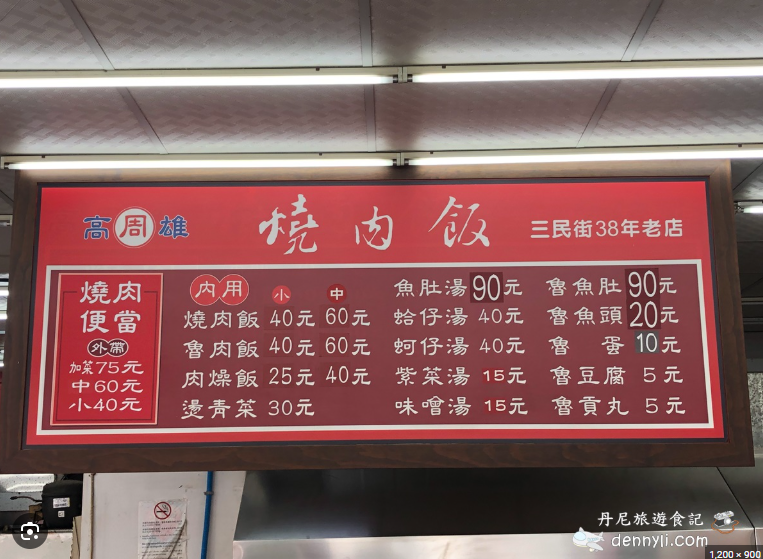 高周雄
燒肉飯
三民街38年老店
燒肉
便當
外帶
加菜75元
中60元
小40元
內用 小 中
燒肉飯 40元 60元
魯肉飯 40元 60元
肉燥飯 25元 40元
燙青菜 30元
魚肚湯 90元
蛤仔湯 40元
蚵仔湯 40元
紫菜湯 15元
味噌湯 15元
魯魚肚 90元
魯魚頭 20元
魯蛋 10元
魯豆腐 5元
魯貢丸 5元
丹尼旅遊食記
dennyli.com
1,200 × 900